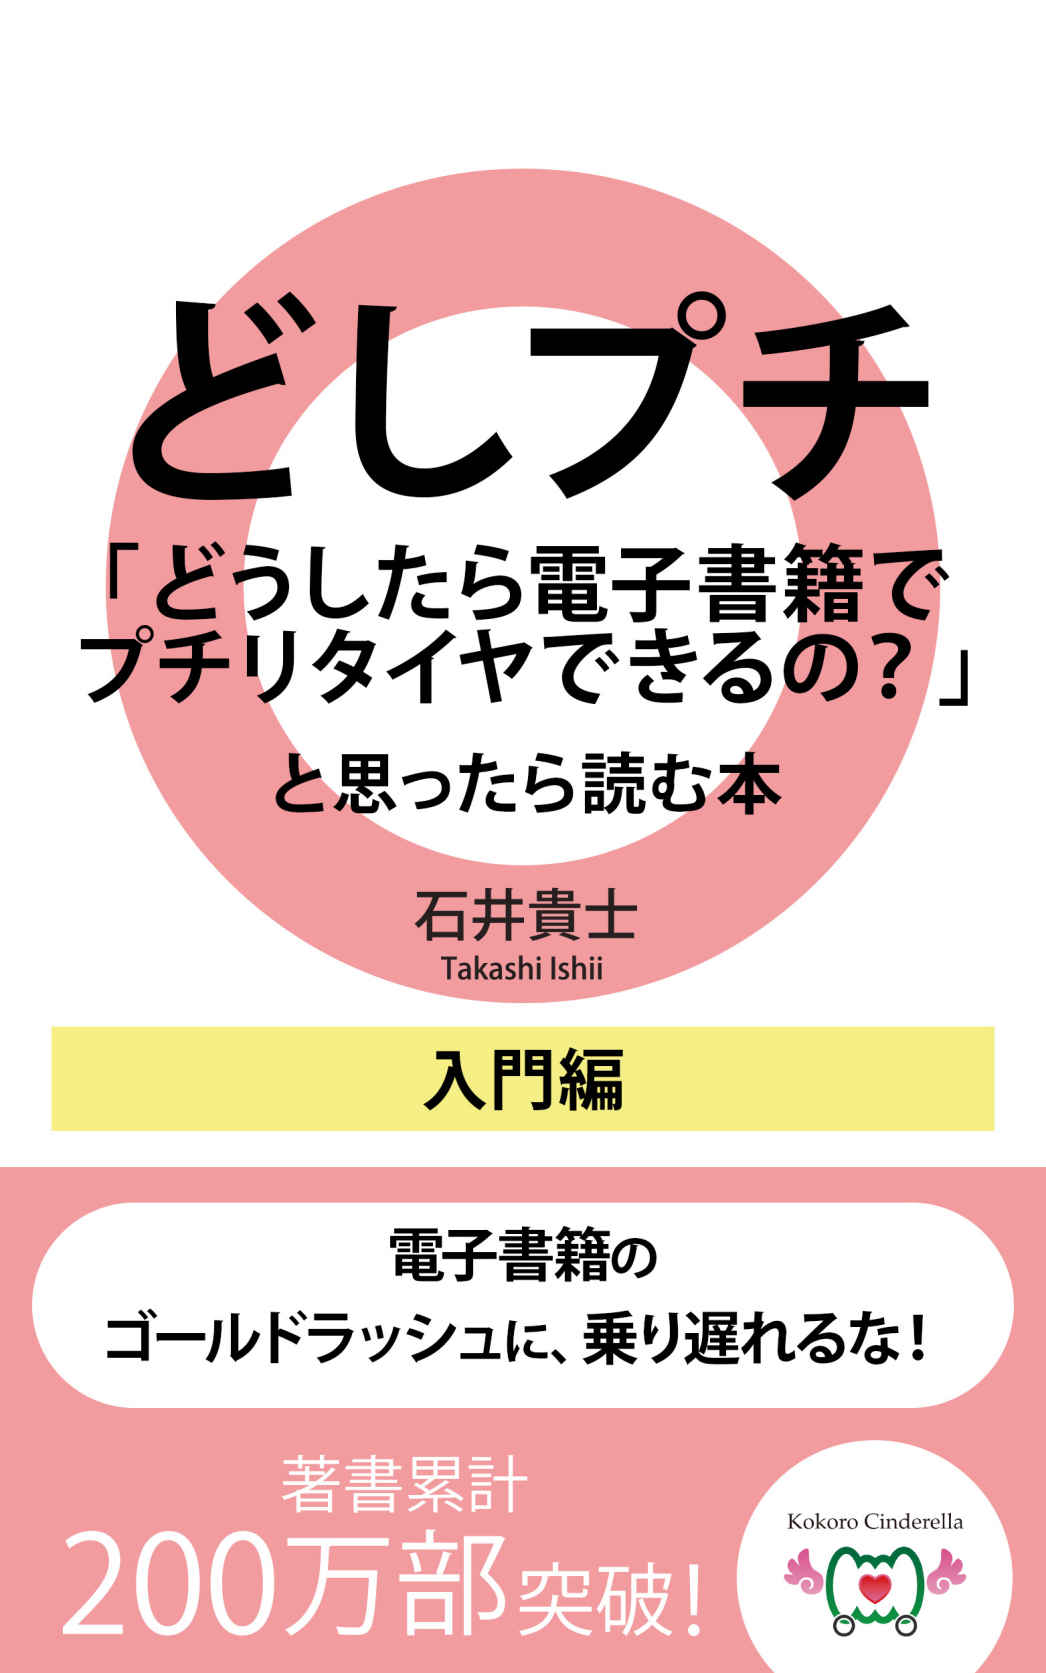 どしプチ
「どうしたら電子書籍で
プチリタイヤできるの?」
と思ったら読む本
石井貴士
Takashi Ishii
入門編
電子書籍の
ゴールドラッシュに、乗り遅れるな!
著書累計
200万部突破!
Kokoro Cinderella